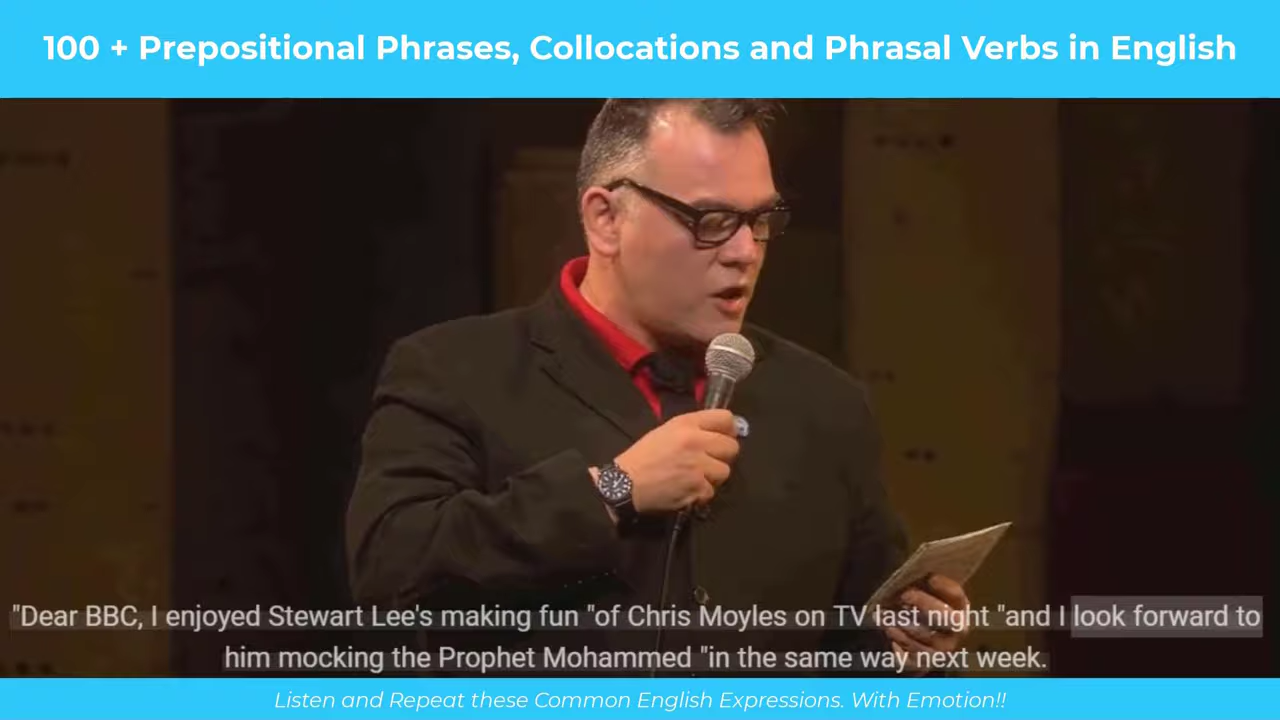 100 + Prepositional Phrases, Collocations and Phrasal Verbs in English
"Dear BBC, I enjoyed Stewart Lee's making fun "of Chris Moyles on TV last night "and I look forward to
him mocking the Prophet Mohammed "in the same way next week.
Listen and Repeat these Common English Expressions. With Emotion!!